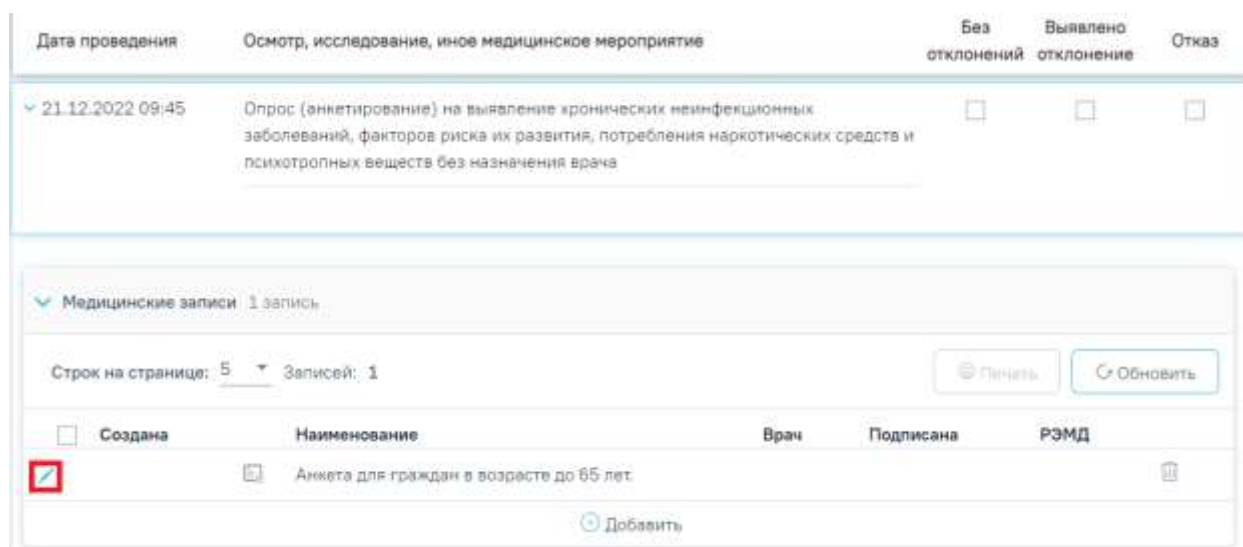 Дата проведения Осмотр, исследование, иное медицинское мероприятие Без отклонений Выявлено отклонение Отказ
21.12.2022 09:45 Опрос (анкетирование) на выявление хронических неинфекционных
заболеваний, факторов риска их развития, потребления наркотических средств и
психотропных веществ без назначения врача
Медицинские записи 1 запись
Строк на странице: 5 Записей: 1 Печать Обновить
Создана Наименование Врач Подписана РЭМД
Анкета для граждан в возрасте до 65 лет.
Добавить